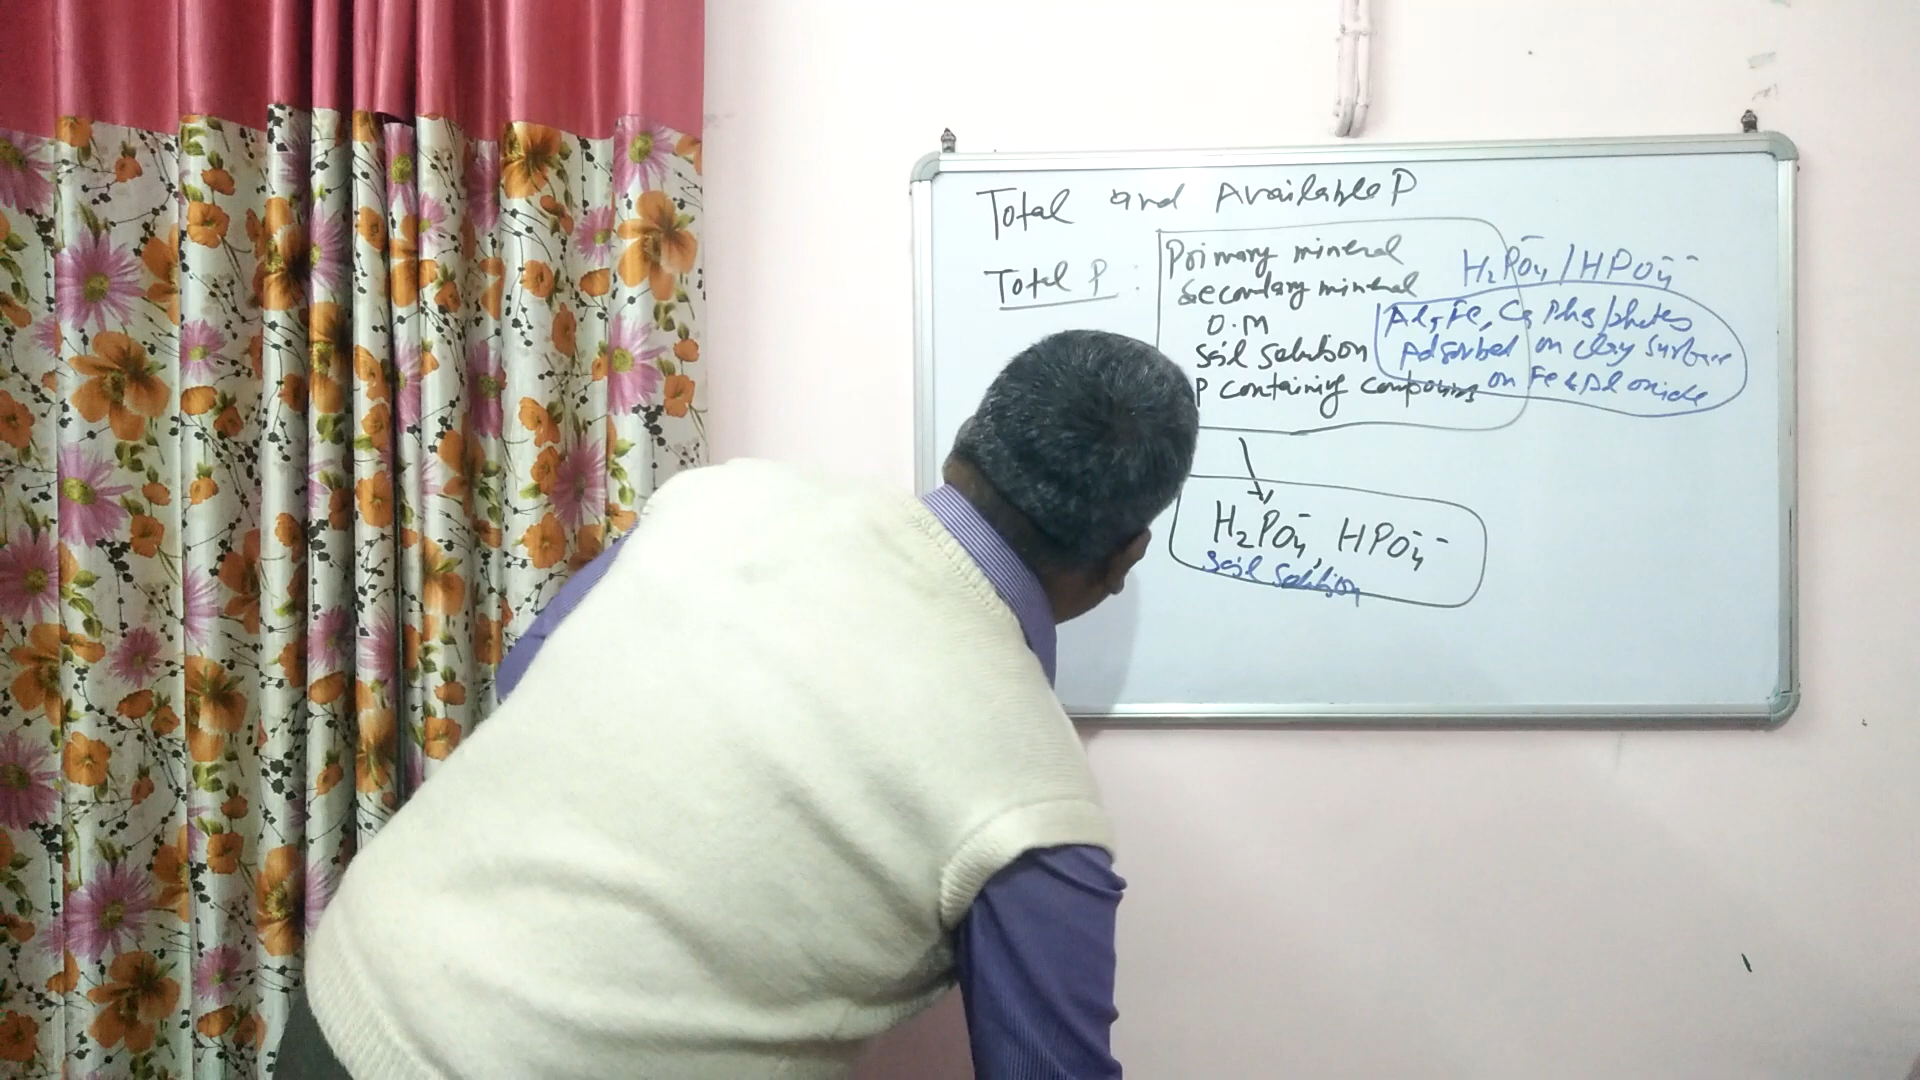 Total and Available P
Total P : Primary mineral
Secondary mineral
O.M
Soil solution
P containing compounds
H₂PO₄⁻ / HPO₄⁻⁻
Al, Fe, Ca Phosphates
Adsorbed on clay surface
on Fe & Al oxide
H₂PO₄⁻, HPO₄⁻⁻
Soil solution